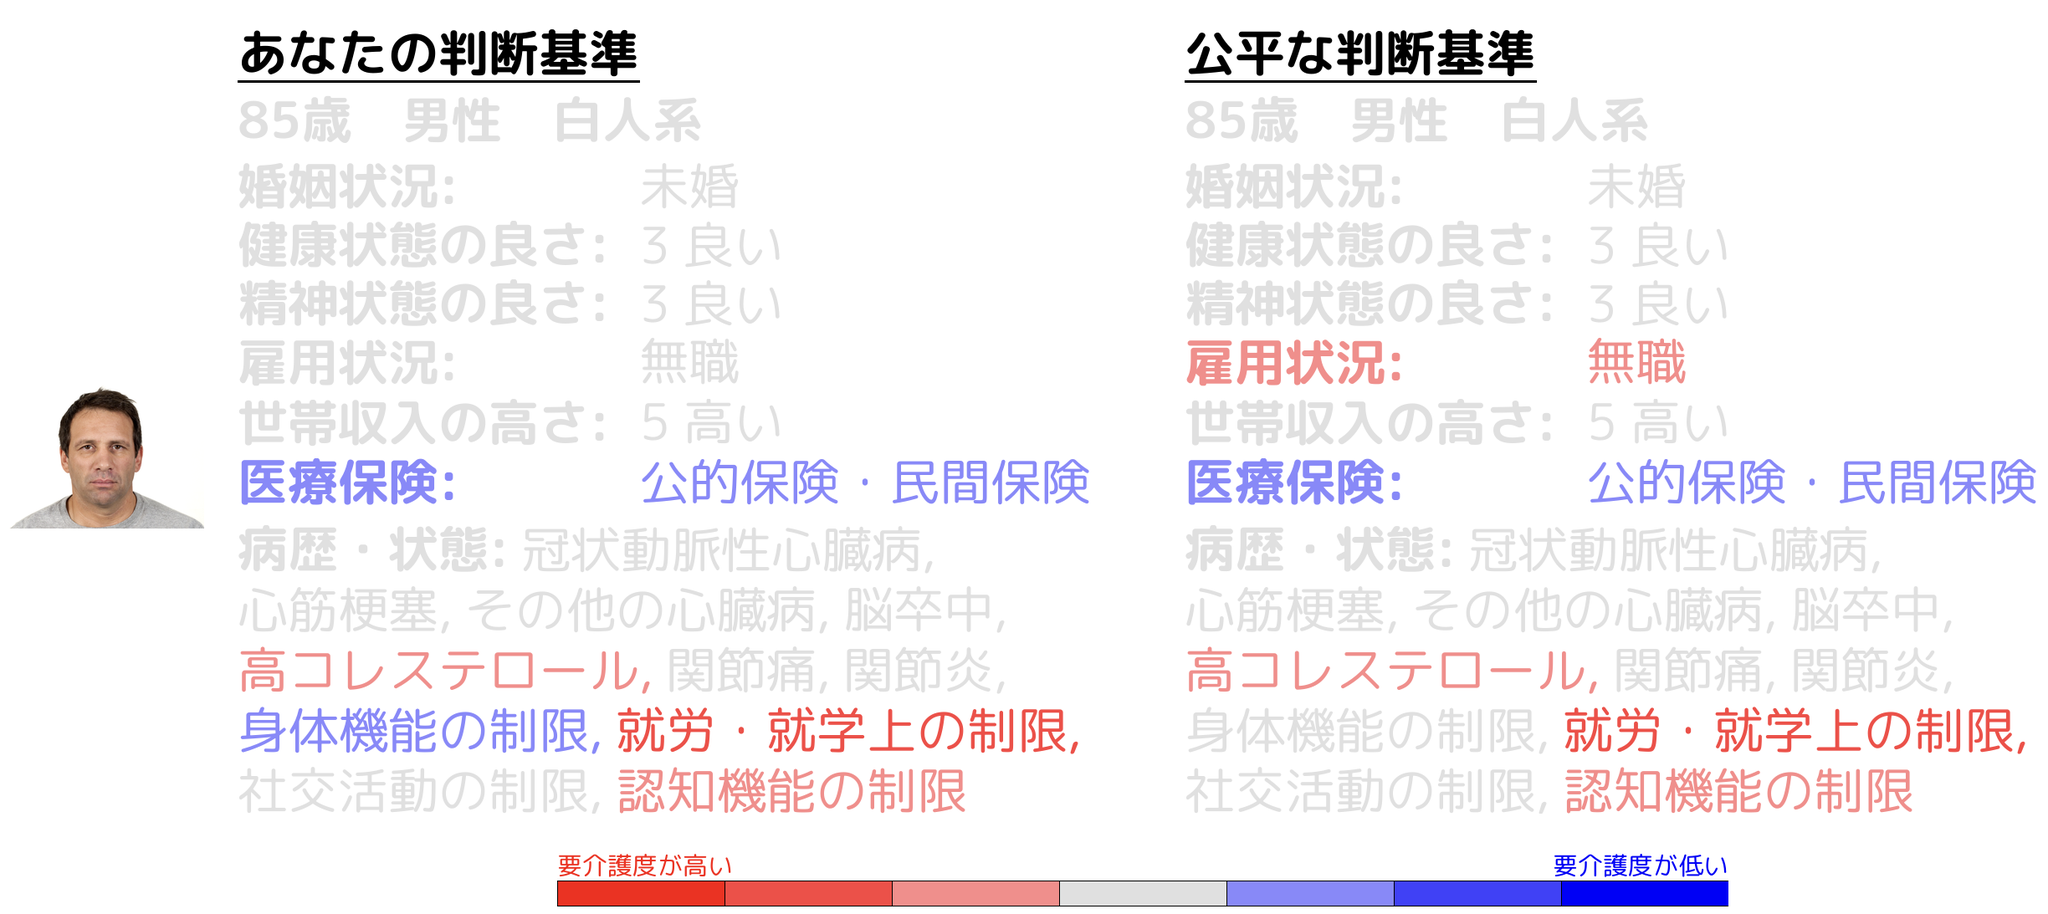 あなたの判断基準
85歳 男性 白人系
婚姻状況: 未婚
健康状態の良さ: 3 良い
精神状態の良さ: 3 良い
雇用状況: 無職
世帯収入の高さ: 5 高い
医療保険: 公的保険・民間保険
病歴・状態: 冠状動脈性心臓病,
心筋梗塞, その他の心臓病, 脳卒中,
高コレステロール, 関節痛, 関節炎,
身体機能の制限, 就労・就学上の制限,
社交活動の制限, 認知機能の制限
公平な判断基準
85歳 男性 白人系
婚姻状況: 未婚
健康状態の良さ: 3 良い
精神状態の良さ: 3 良い
雇用状況: 無職
世帯収入の高さ: 5 高い
医療保険: 公的保険・民間保険
病歴・状態: 冠状動脈性心臓病,
心筋梗塞, その他の心臓病, 脳卒中,
高コレステロール, 関節痛, 関節炎,
身体機能の制限, 就労・就学上の制限,
社交活動の制限, 認知機能の制限
要介護度が高い
要介護度が低い